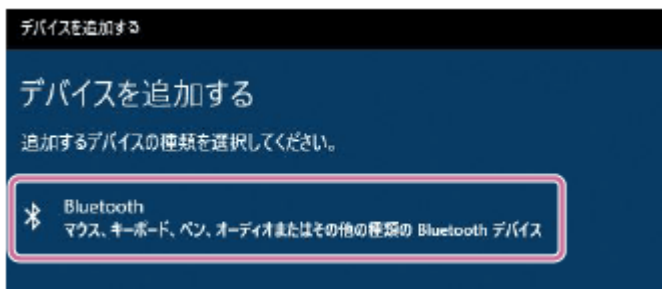 デバイスを追加する
デバイスを追加する
追加するデバイスの種類を選択してください。
Bluetooth
マウス、キーボード、ペン、オーディオまたはその他の種類の Bluetooth デバイス